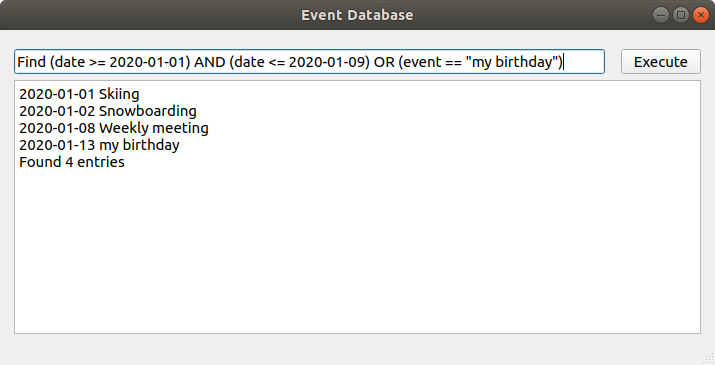 Event Database
Find (date >= 2020-01-01) AND (date <= 2020-01-09) OR (event == "my birthday")
Execute
2020-01-01 Skiing
2020-01-02 Snowboarding
2020-01-08 Weekly meeting
2020-01-13 my birthday
Found 4 entries